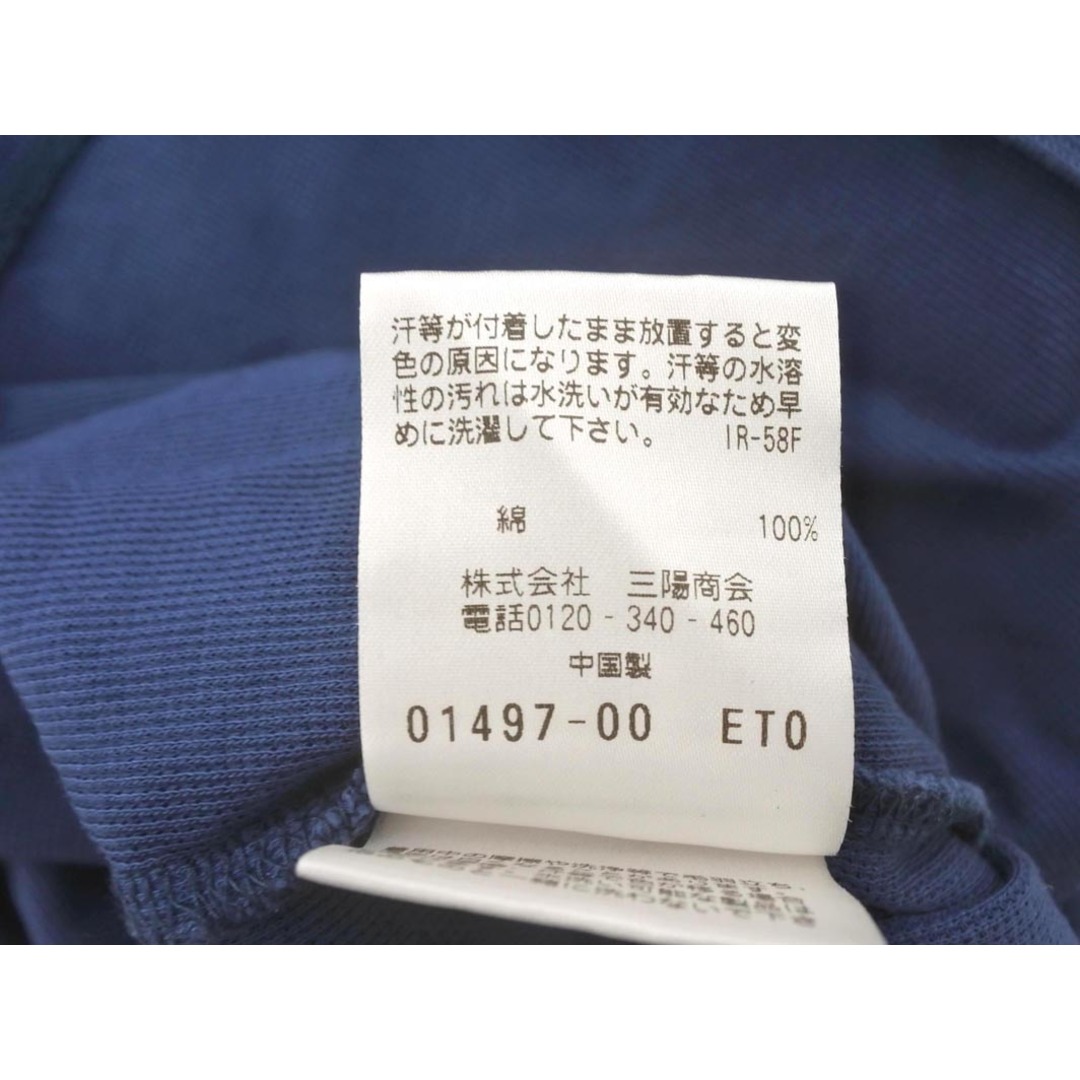 汗等が付着したまま放置すると変
色の原因になります。汗等の水溶
性の汚れは水洗いが有効なため早
めに洗濯して下さい。 IR-58F
綿 100%
株式会社 三陽商会
電話0120 - 340 - 460
中国製
01497-00 ETO